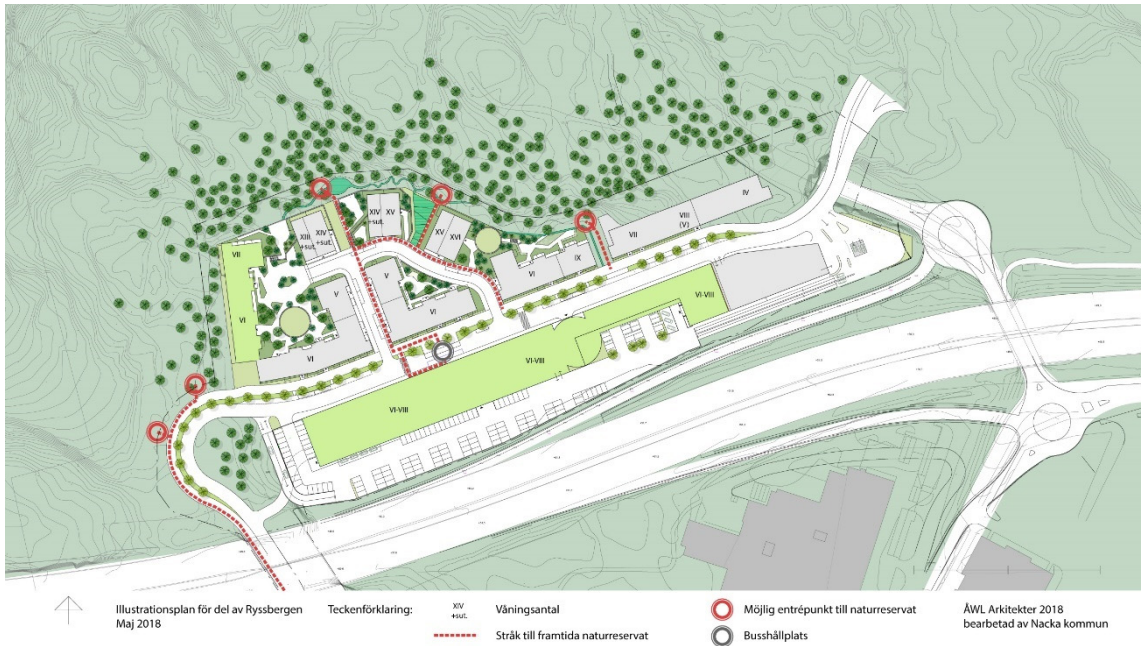 IV
VIII
(V)
VII
XIV
+sut.
XV
XIII
+sut.
XIV
+sut.
XV
XVI
VII
VI
IX
V
V
VI
VI
VI
VI-VIII
VI-VIII
VI-VIII
Illustrationsplan för del av Ryssbergen
Maj 2018
Teckenförklaring:
XIV
+sut.
Våningsantal
Stråk till framtida naturreservat
Möjlig entrépunkt till naturreservat
Busshållplats
ÅWL Arkitekter 2018
bearbetad av Nacka kommun